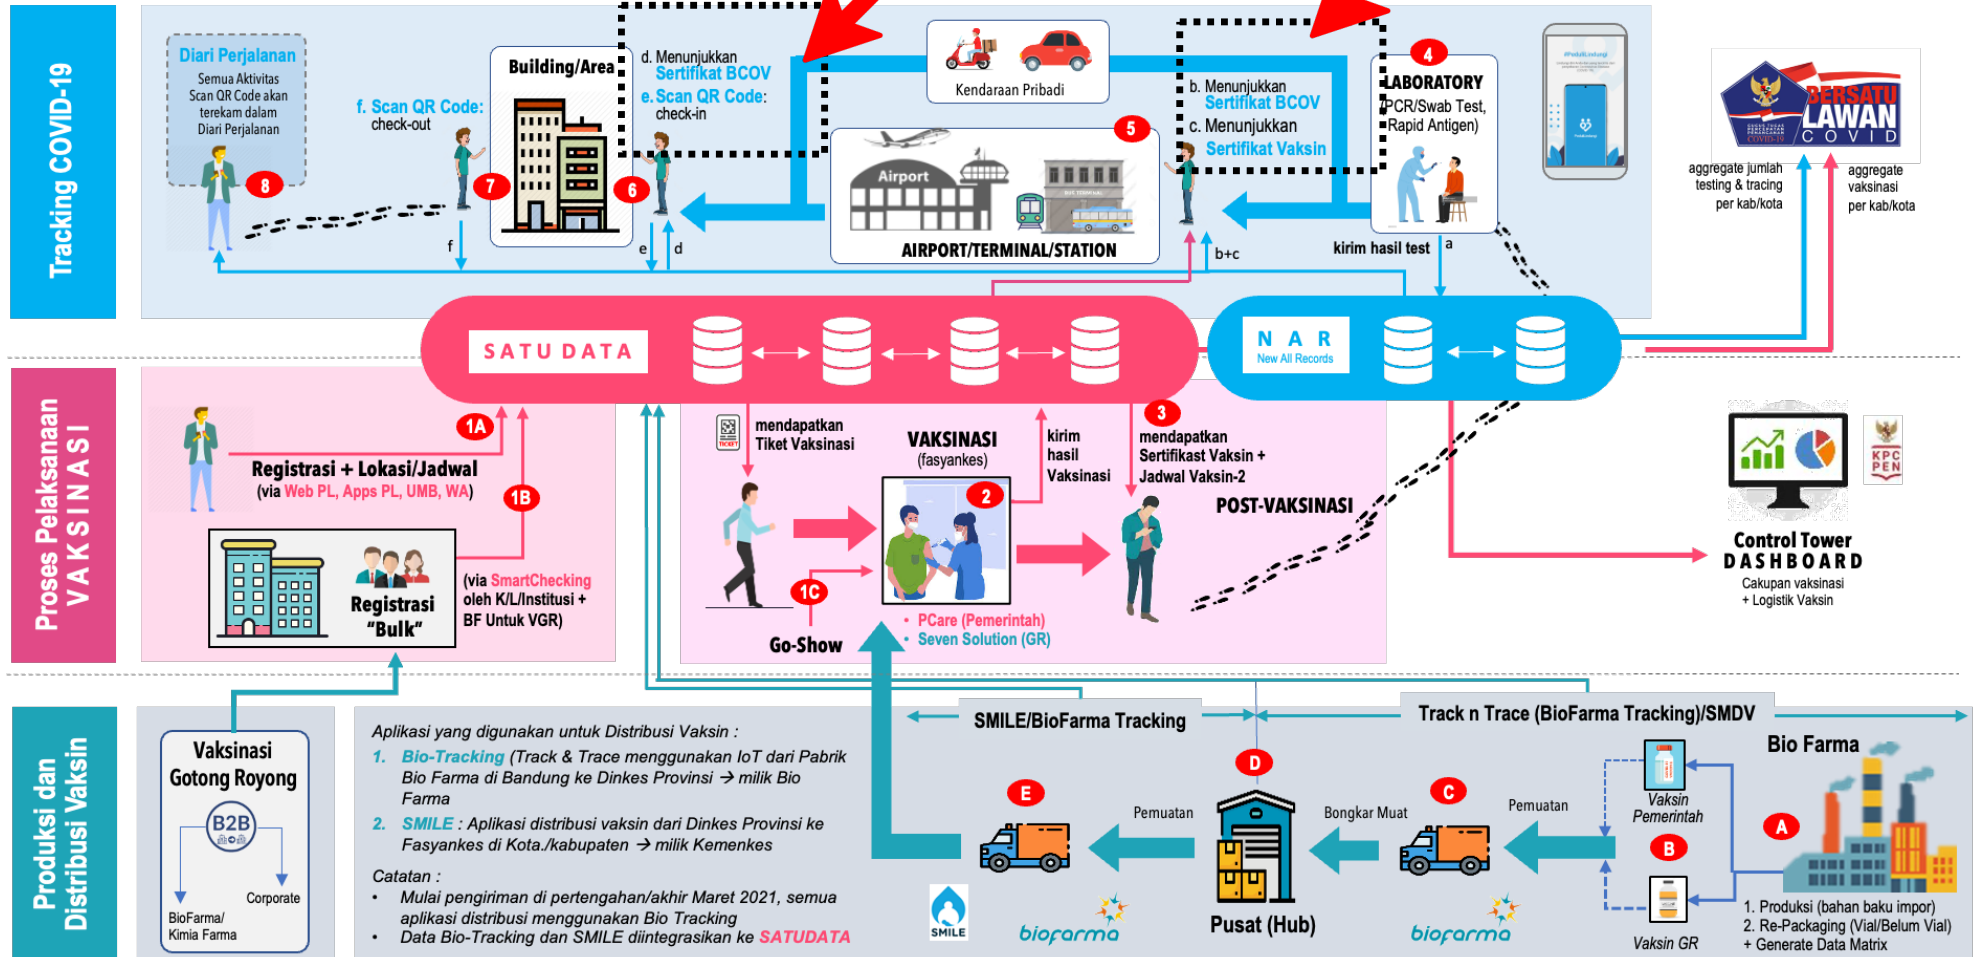 Tracking COVID-19
Diari Perjalanan
Semua Aktivitas
Scan QR Code akan
terekam dalam
Diari Perjalanan
8
f. Scan QR Code:
check-out
7
Building/Area
6
d. Menunjukkan
Sertifikat BCOV
e. Scan QR Code:
check-in
Kendaraan Pribadi
5
Airport
AIRPORT/TERMINAL/STATION
b. Menunjukkan
Sertifikat BCOV
c. Menunjukkan
Sertifikat Vaksin
4
LABORATORY
(PCR/Swab Test,
Rapid Antigen)
kirim hasil test
a
b+c
d
e
f
#PeduliLindungi
BERSATU
LAWAN
COVID
aggregate jumlah
testing & tracing
per kab/kota
aggregate
vaksinasi
per kab/kota
SATU DATA
N A R
New All Records
Proses Pelaksanaan
VAKSINASI
1A
Registrasi + Lokasi/Jadwal
(via Web PL, Apps PL, UMB, WA)
1B
Registrasi
"Bulk"
(via SmartChecking
oleh K/L/Institusi +
BF Untuk VGR)
TICKET
mendapatkan
Tiket Vaksinasi
VAKSINASI
(fasyankes)
2
kirim
hasil
Vaksinasi
3
mendapatkan
Sertifikast Vaksin +
Jadwal Vaksin-2
POST-VAKSINASI
1C
Go-Show
• PCare (Pemerintah)
• Seven Solution (GR)
KPC
PEN
Control Tower
DASHBOARD
Cakupan vaksinasi
+ Logistik Vaksin
Produksi dan
Distribusi Vaksin
Vaksinasi
Gotong Royong
B2B
Corporate
BioFarma/
Kimia Farma
Aplikasi yang digunakan untuk Distribusi Vaksin :
1. Bio-Tracking (Track & Trace menggunakan IoT dari Pabrik
Bio Farma di Bandung ke Dinkes Provinsi → milik Bio
Farma
2. SMILE : Aplikasi distribusi vaksin dari Dinkes Provinsi ke
Fasyankes di Kota./kabupaten → milik Kemenkes
Catatan :
• Mulai pengiriman di pertengahan/akhir Maret 2021, semua
aplikasi distribusi menggunakan Bio Tracking
• Data Bio-Tracking dan SMILE diintegrasikan ke SATUDATA
SMILE/BioFarma Tracking
Track n Trace (BioFarma Tracking)/SMDV
E
Pemuatan
D
Pusat (Hub)
Bongkar Muat
C
Pemuatan
SMILE
biofarma
biofarma
Vaksin
Pemerintah
B
Vaksin GR
Bio Farma
A
1. Produksi (bahan baku impor)
2. Re-Packaging (Vial/Belum Vial)
+ Generate Data Matrix